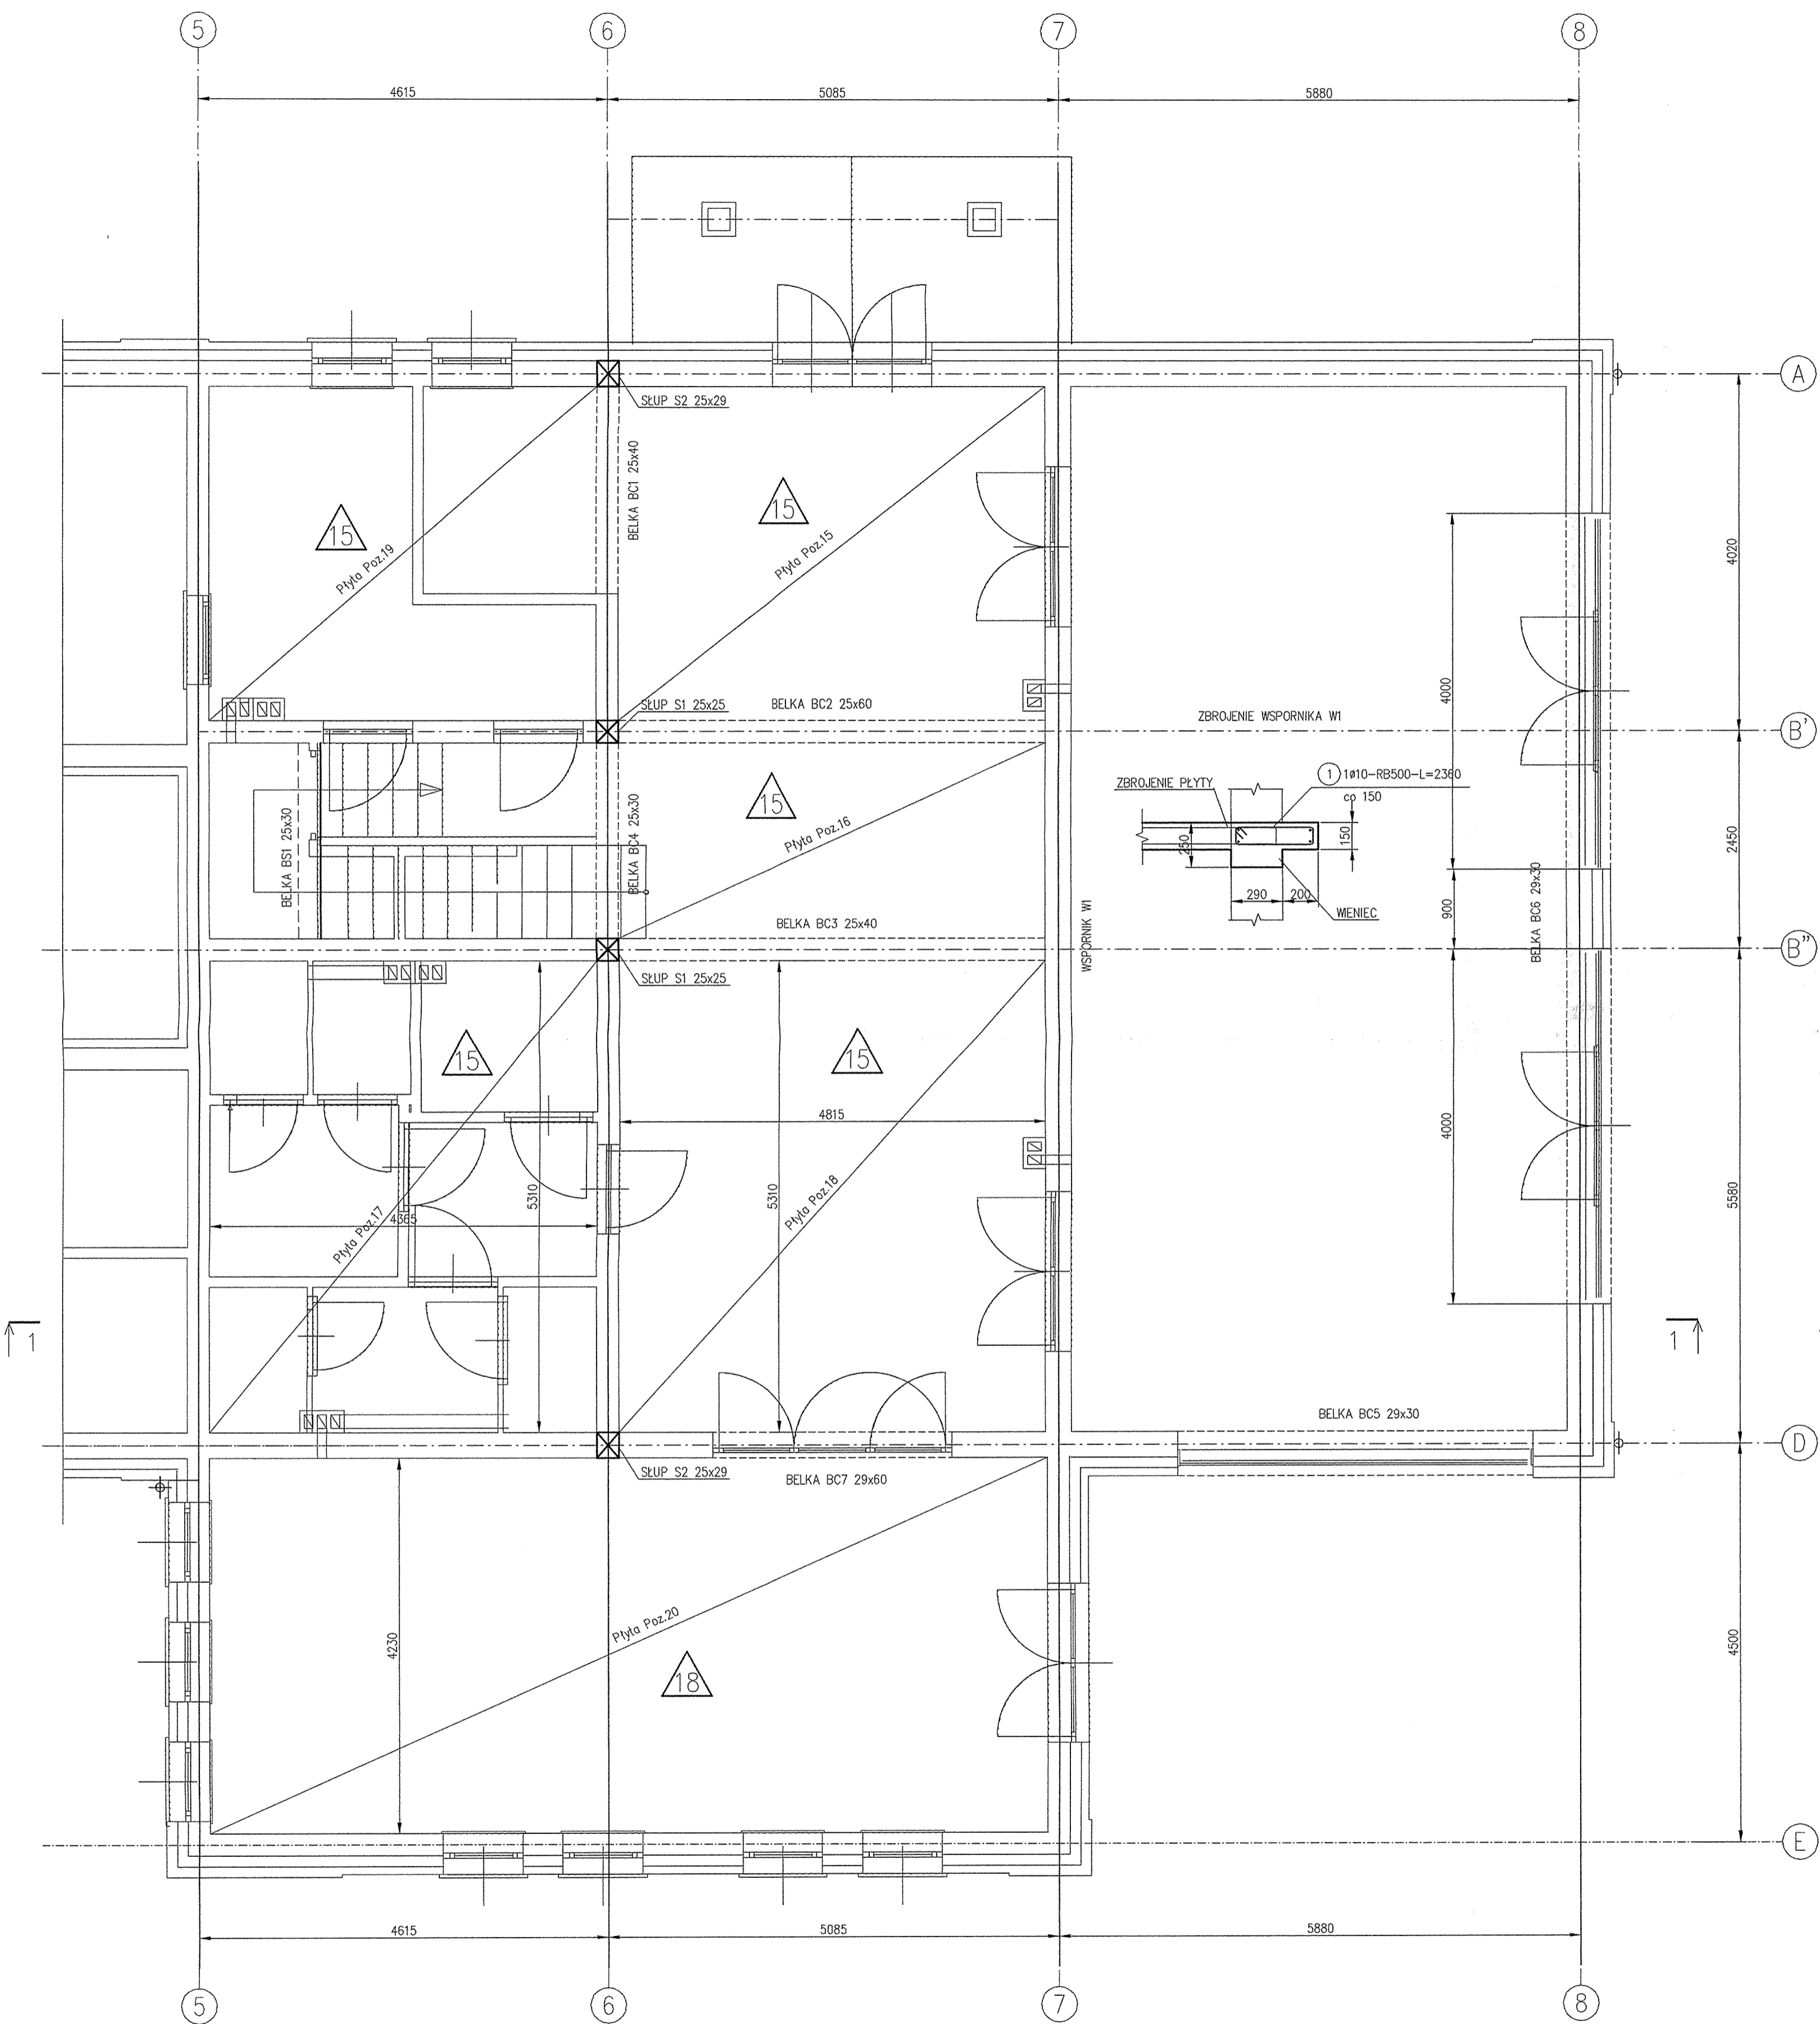 5 6 7 8
4615 5085 5880
A
SŁUP S2 25x29
BELKA BC1 25x40
15
15
Płyta Poz.19
Płyta Poz.15
4020
4000
SŁUP S1 25x25
BELKA BC2 25x60
ZBROJENIE WSPORNIKA W1
B'
1 1ø10-RB500-L=2360
co 150
ZBROJENIE PŁYTY
15
250
150
290 200
WIENIEC
BELKA BS1 25x30
BELKA BC4 25x30
Płyta Poz.16
2450
900
BELKA BC6 29x30
WSPORNIK W1
BELKA BC3 25x40
B"
SŁUP S1 25x25
15
15
4815
4000
5310
5310
Płyta Poz.17
4365
Płyta Poz.18
5580
1
1
BELKA BC5 29x30
D
SŁUP S2 25x29
BELKA BC7 29x60
4230
Płyta Poz.20
18
4500
E
4615 5085 5880
5 6 7 8